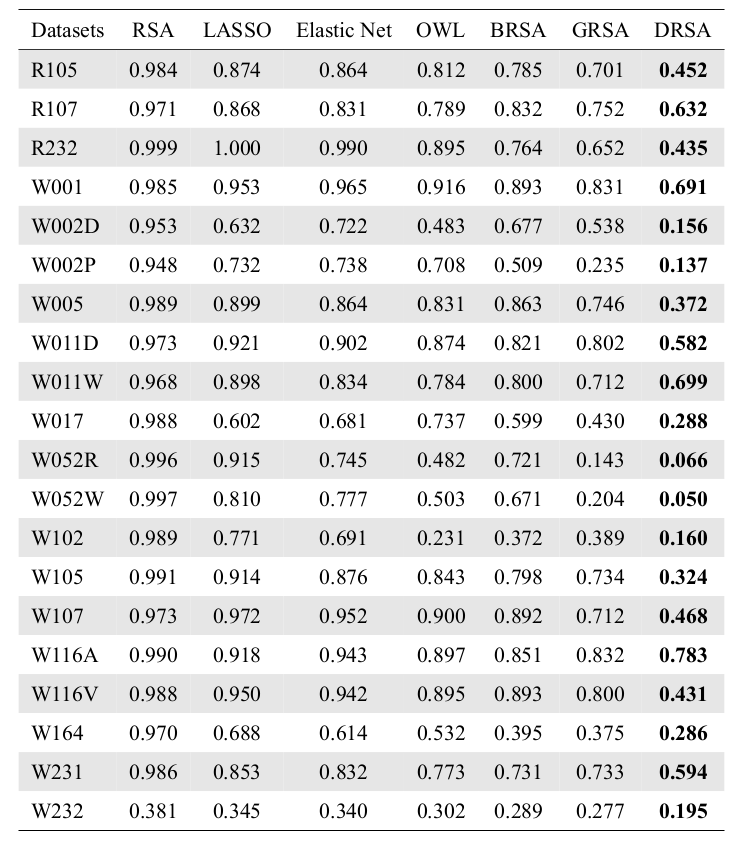 Datasets RSA LASSO Elastic Net OWL BRSA GRSA DRSA
R105 0.984 0.874 0.864 0.812 0.785 0.701 0.452
R107 0.971 0.868 0.831 0.789 0.832 0.752 0.632
R232 0.999 1.000 0.990 0.895 0.764 0.652 0.435
W001 0.985 0.953 0.965 0.916 0.893 0.831 0.691
W002D 0.953 0.632 0.722 0.483 0.677 0.538 0.156
W002P 0.948 0.732 0.738 0.708 0.509 0.235 0.137
W005 0.989 0.899 0.864 0.831 0.863 0.746 0.372
W011D 0.973 0.921 0.902 0.874 0.821 0.802 0.582
W011W 0.968 0.898 0.834 0.784 0.800 0.712 0.699
W017 0.988 0.602 0.681 0.737 0.599 0.430 0.288
W052R 0.996 0.915 0.745 0.482 0.721 0.143 0.066
W052W 0.997 0.810 0.777 0.503 0.671 0.204 0.050
W102 0.989 0.771 0.691 0.231 0.372 0.389 0.160
W105 0.991 0.914 0.876 0.843 0.798 0.734 0.324
W107 0.973 0.972 0.952 0.900 0.892 0.712 0.468
W116A 0.990 0.918 0.943 0.897 0.851 0.832 0.783
W116V 0.988 0.950 0.942 0.895 0.893 0.800 0.431
W164 0.970 0.688 0.614 0.532 0.395 0.375 0.286
W231 0.986 0.853 0.832 0.773 0.731 0.733 0.594
W232 0.381 0.345 0.340 0.302 0.289 0.277 0.195